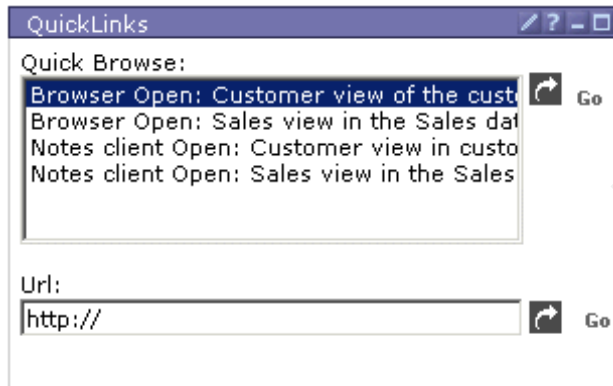 QuickLinks
Quick Browse:
Browser Open: Customer view of the cust
Go
Browser Open: Sales view in the Sales dat
Notes client Open: Customer view in custo
Notes client Open: Sales view in the Sales
Url:
http://
Go